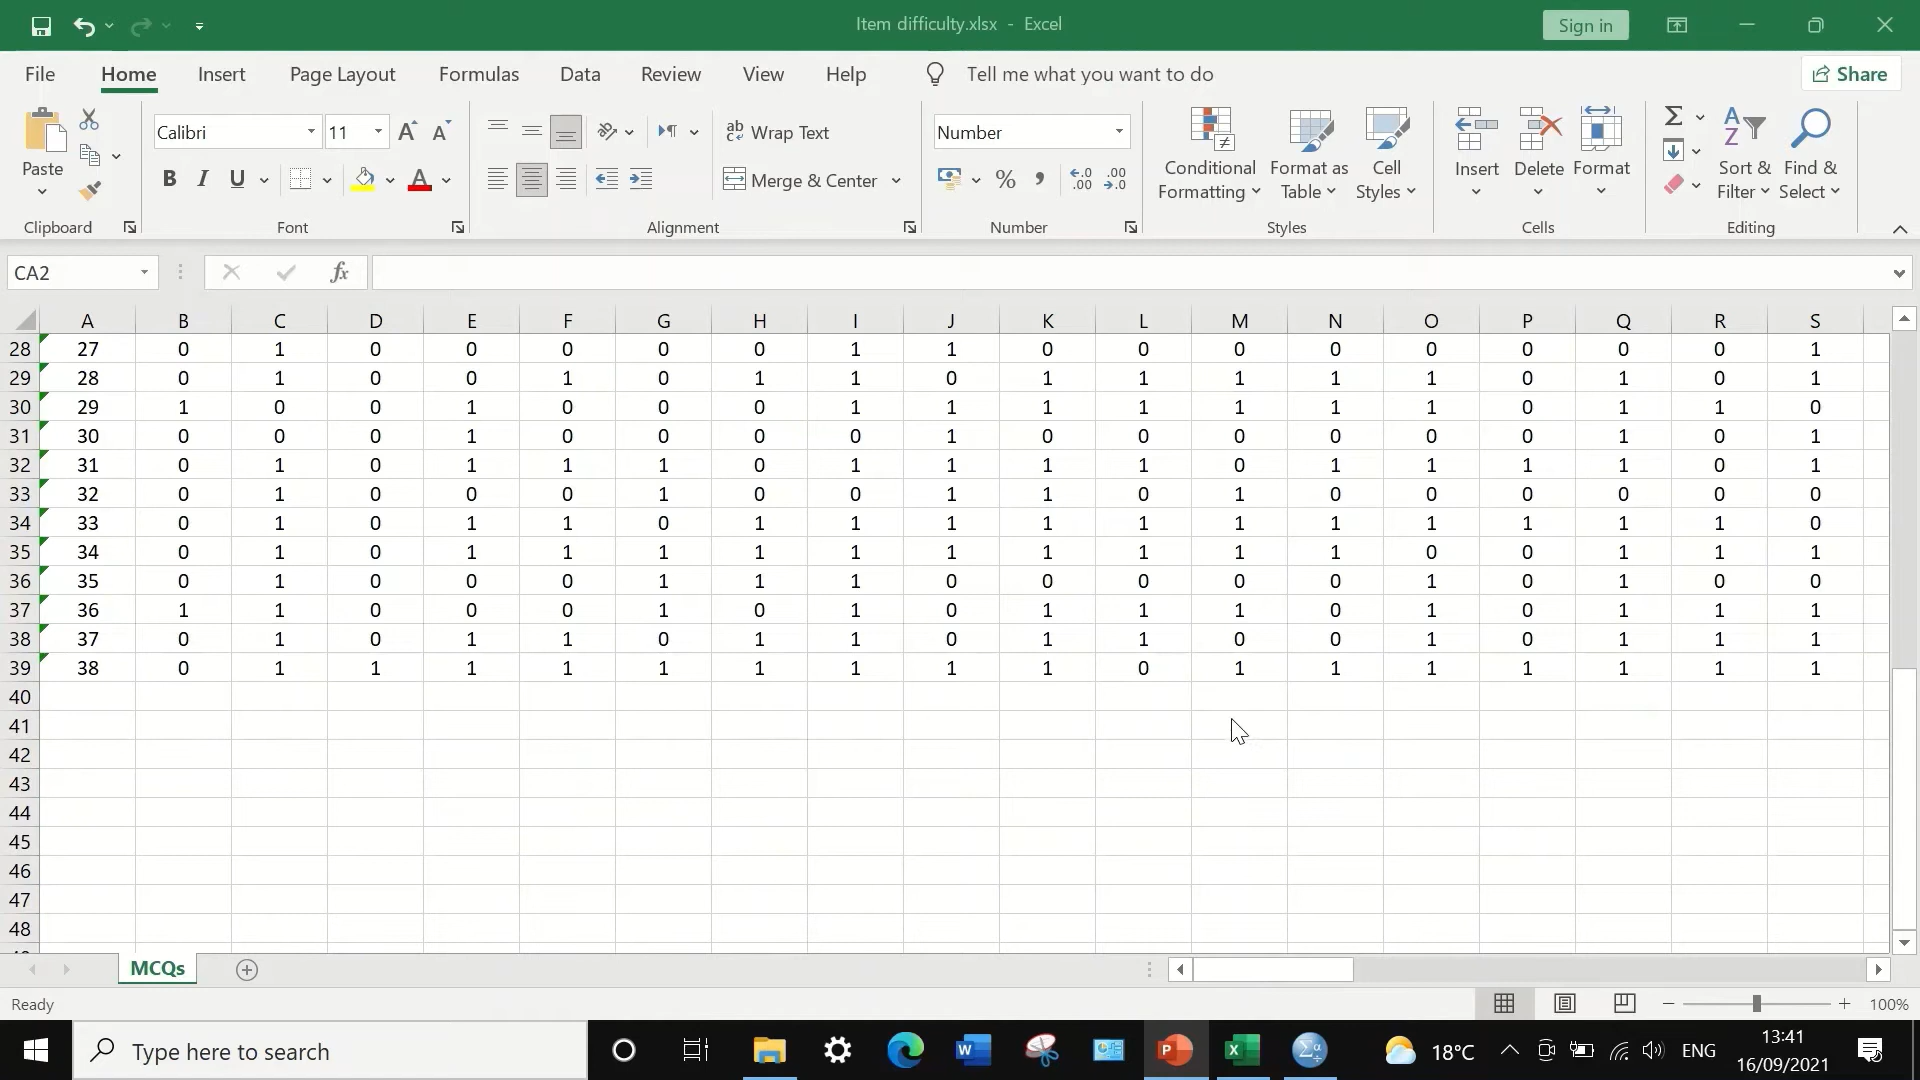 Item difficulty.xlsx - Excel
Sign in
File Home Insert Page Layout Formulas Data Review View Help Tell me what you want to do Share
Calibri 11 ab Wrap Text Number
Paste B I U A Merge & Center % , Conditional Formatting Format as Table Cell Styles Insert Delete Format Sort & Filter Find & Select
Clipboard Font Alignment Number Styles Cells Editing
CA2 fx
A B C D E F G H I J K L M N O P Q R S
28 27 0 1 0 0 0 0 0 1 1 0 0 0 0 0 0 0 0 1
29 28 0 1 0 0 1 0 1 1 0 1 1 1 1 1 0 1 0 1
30 29 1 0 0 1 0 0 0 1 1 1 1 1 1 1 0 1 1 0
31 30 0 0 0 1 0 0 0 0 1 0 0 0 0 0 0 1 0 1
32 31 0 1 0 1 1 1 0 1 1 1 1 0 1 1 1 1 0 1
33 32 0 1 0 0 0 1 0 0 1 1 0 1 0 0 0 0 0 0
34 33 0 1 0 1 1 0 1 1 1 1 1 1 1 1 1 1 1 0
35 34 0 1 0 1 1 1 1 1 1 1 1 1 1 0 0 1 1 1
36 35 0 1 0 0 0 1 1 1 0 0 0 0 0 1 0 1 0 0
37 36 1 1 0 0 0 1 0 1 0 1 1 1 0 1 0 1 1 1
38 37 0 1 0 1 1 0 1 1 0 1 1 0 0 1 0 1 1 1
39 38 0 1 1 1 1 1 1 1 1 1 0 1 1 1 1 1 1 1
40
41
42
43
44
45
46
47
48
MCQs
Ready 100%
Type here to search 18°C ENG 13:41
16/09/2021